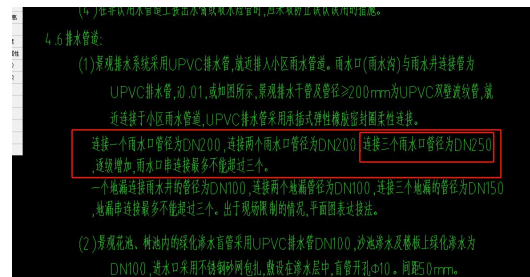 (4)在非饮用水管道上接出水嘴或取水短管时,应采取防止误饮误用的措施。
4.6排水管道:
(1)景观排水系统采用UPVC排水管,就近排入小区雨水管道。雨水口(雨水沟)与雨水井连接管为
UPVC排水管,i0.01,或如图所示,景观排水干管及管径≥200mm为UPVC双壁波纹管,就
近连接于小区雨水管道,UPVC排水管采用承插式弹性橡胶密封圈柔性连接。
连接一个雨水口管径为DN200,连接两个雨水口管径为DN200 连接三个雨水口管径为DN250
,逐级增加,雨水口串连接最多不能超过三个。
一个地漏连接雨水井的管径为DN100,连接两个地漏管径为DN100,连接三个地漏的管径为DN150
,地漏串连接最多不能超过三个。出于现场限制的情况,平面图表达接法。
(2)景观花池、树池内的绿化渗水盲管采用UPVC排水管DN100,沙池渗水及楼板上绿化渗水为
DN100,进水口采用不锈钢砂网包扎,敷设在渗水层中,盲管开孔Φ10。间距50mm。